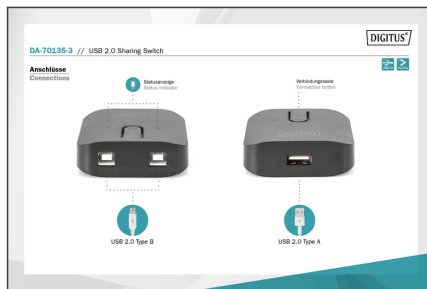 DIGITUS®
DA-70135-3 // USB 2.0 Sharing Switch
Anschlüsse
Connections
Statusanzeige
Status indicator
Verbindungstaste
Connection button
USB 2.0 Type B
USB 2.0 Type A